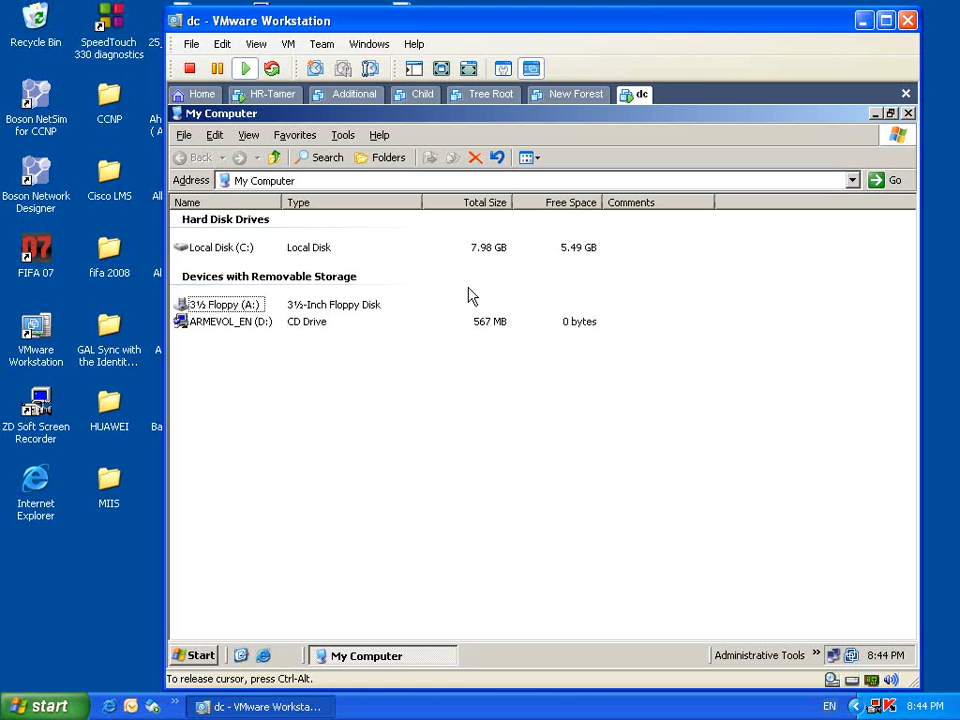 Recycle Bin
SpeedTouch
330 diagnostics
25_
Boson NetSim
for CCNP
CCNP
Ah
( A
Boson Network
Designer
Cisco LMS
All
FIFA 07
fifa 2008
Al
VMware
Workstation
GAL Sync with
the Identit...
A
ZD Soft Screen
Recorder
HUAWEI
Ba
Internet
Explorer
MIIS
dc - VMware Workstation
File Edit View VM Team Windows Help
Home HR-Tamer Additional Child Tree Root New Forest dc
My Computer
File Edit View Favorites Tools Help
Back Search Folders
Address My Computer Go
Name Type Total Size Free Space Comments
Hard Disk Drives
Local Disk (C:) Local Disk 7.98 GB 5.49 GB
Devices with Removable Storage
3½ Floppy (A:) 3½-Inch Floppy Disk
ARMEVOL_EN (D:) CD Drive 567 MB 0 bytes
Start My Computer Administrative Tools » 8:44 PM
To release cursor, press Ctrl-Alt.
start » dc - VMware Worksta... EN 8:44 PM